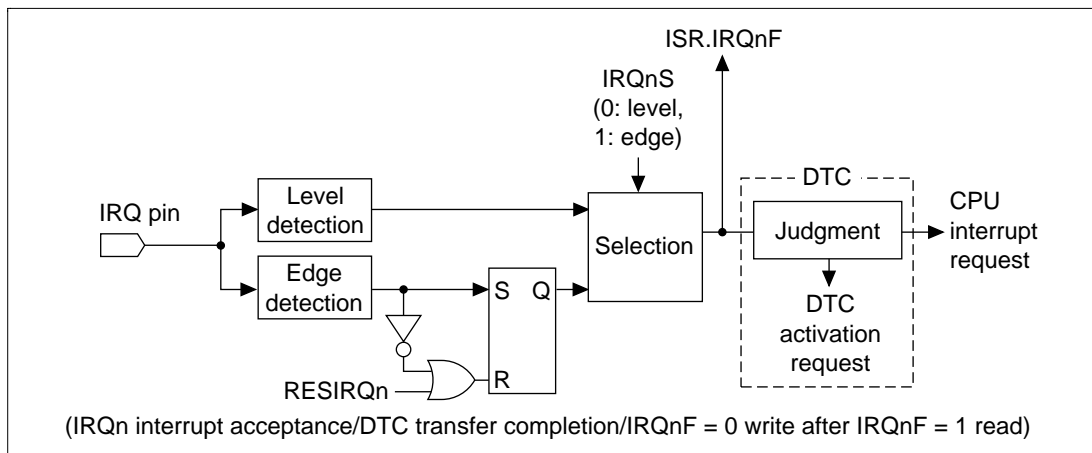 ISR.IRQnF
IRQnS
(0: level,
1: edge)
DTC
IRQ pin
Level
detection
Edge
detection
S Q
R
RESIRQn
Selection
Judgment
DTC
activation
request
CPU
interrupt
request
(IRQn interrupt acceptance/DTC transfer completion/IRQnF = 0 write after IRQnF = 1 read)